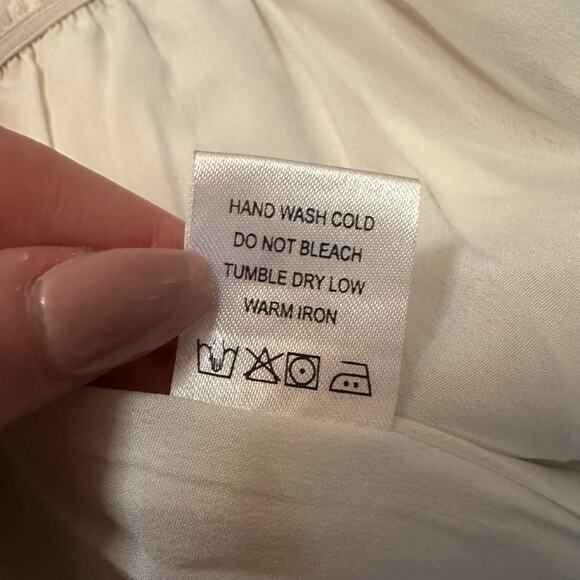 HAND WASH COLD
DO NOT BLEACH
TUMBLE DRY LOW
WARM IRON